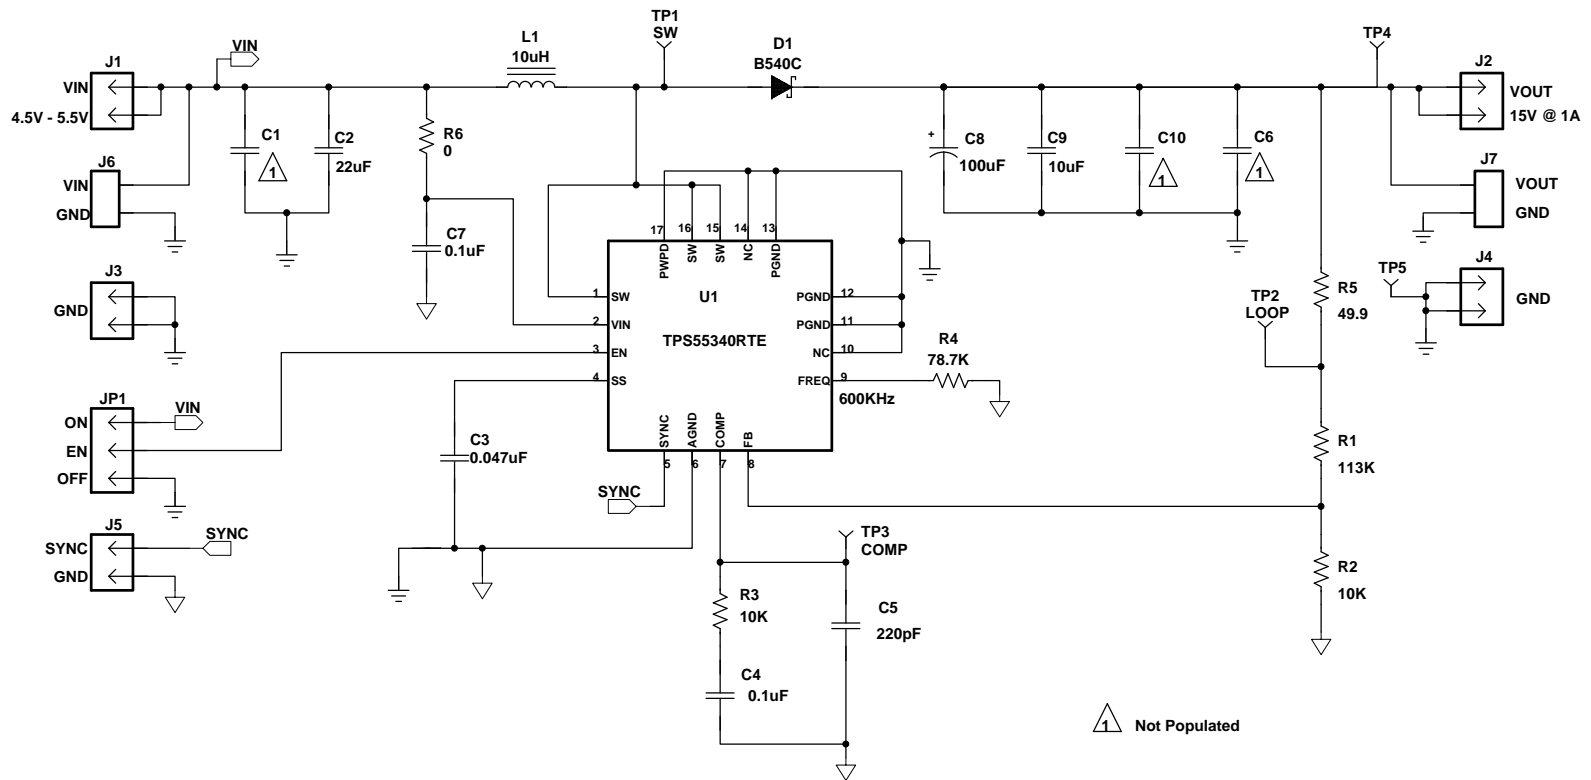 TP1
SW
L1
10uH
D1
B540C
TP4
VIN
J1
VIN
4.5V - 5.5V
J2
VOUT
15V @ 1A
R6
0
C1
1
C2
22uF
+
C8
100uF
C9
10uF
C10
1
C6
1
J6
VIN
GND
J7
VOUT
GND
C7
0.1uF
17
16
15
14
13
PWPD
SW
SW
NC
PGND
J3
GND
1
SW
U1
PGND
12
2
VIN
PGND
11
TPS55340RTE
3
EN
NC
10
4
SS
FREQ
9
600KHz
R4
78.7K
TP2
LOOP
R5
49.9
TP5
J4
GND
JP1
ON
VIN
EN
OFF
C3
0.047uF
SYNC
AGND
COMP
FB
5
6
7
8
SYNC
R1
113K
J5
SYNC
SYNC
GND
TP3
COMP
R2
10K
R3
10K
C5
220pF
C4
0.1uF
1
Not Populated